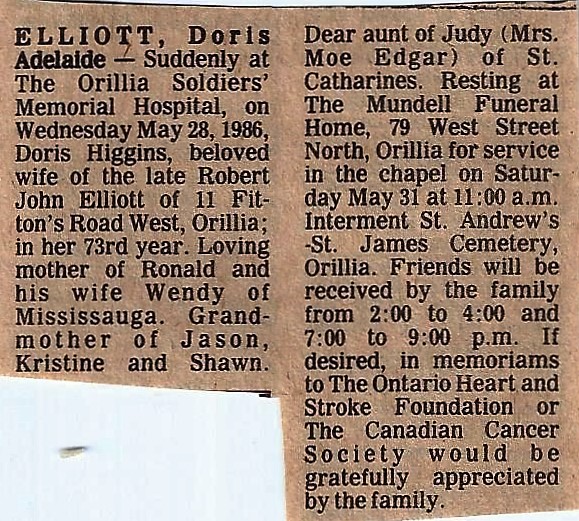 ELLIOTT, Doris
Adelaide — Suddenly at
The Orillia Soldiers'
Memorial Hospital, on
Wednesday May 28, 1986,
Doris Higgins, beloved
wife of the late Robert
John Elliott of 11 Fit-
ton's Road West, Orillia;
in her 73rd year. Loving
mother of Ronald and
his wife Wendy of
Mississauga. Grand-
mother of Jason,
Kristine and Shawn.
Dear aunt of Judy (Mrs.
Moe Edgar) of St.
Catharines. Resting at
The Mundell Funeral
Home, 79 West Street
North, Orillia for service
in the chapel on Satur-
day May 31 at 11:00 a.m.
Interment St. Andrew's
-St. James Cemetery,
Orillia. Friends will be
received by the family
from 2:00 to 4:00 and
7:00 to 9:00 p.m. If
desired, in memoriams
to The Ontario Heart and
Stroke Foundation or
The Canadian Cancer
Society would be
gratefully appreciated
by the family.